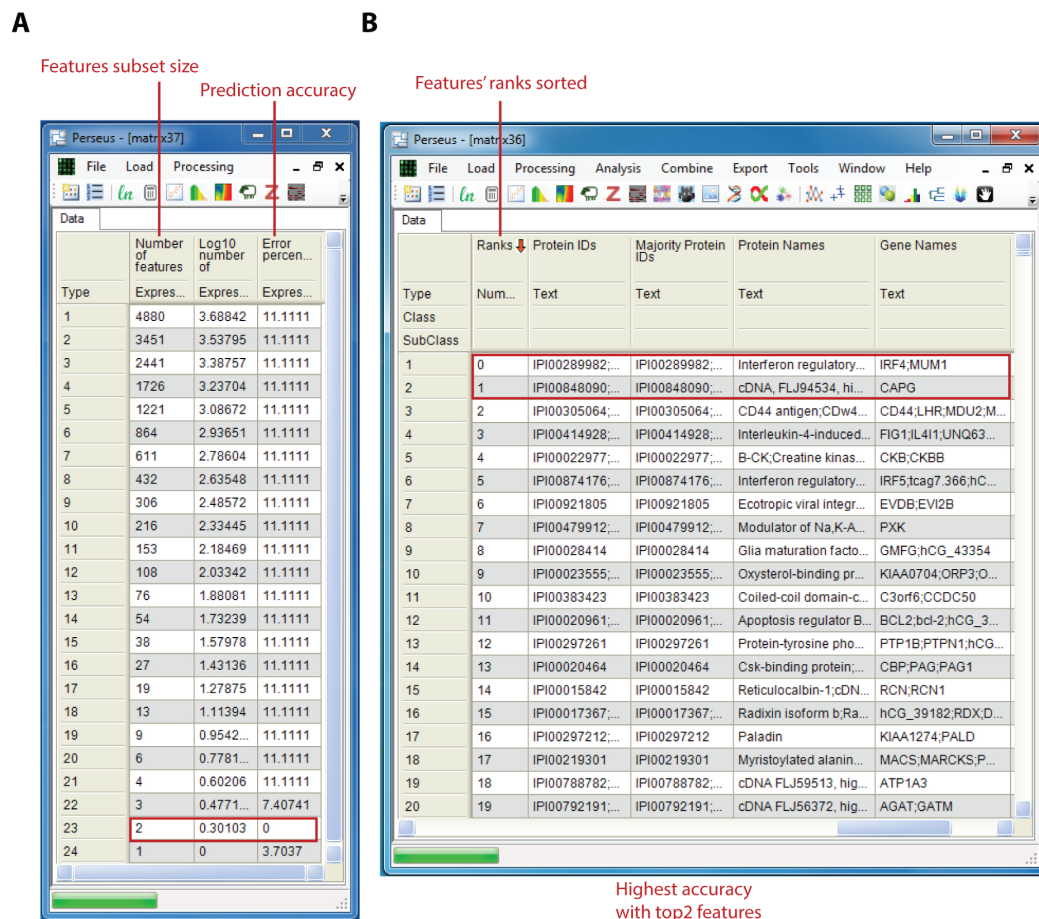 A
B
Features subset size
Prediction accuracy
Features' ranks sorted
Perseus - [matrix37]
File Load Processing
Data
Number of features Log10 number of Error percen...
Type Expres... Expres... Expres...
1 4880 3.68842 11.1111
2 3451 3.53795 11.1111
3 2441 3.38757 11.1111
4 1726 3.23704 11.1111
5 1221 3.08672 11.1111
6 864 2.93651 11.1111
7 611 2.78604 11.1111
8 432 2.63548 11.1111
9 306 2.48572 11.1111
10 216 2.33445 11.1111
11 153 2.18469 11.1111
12 108 2.03342 11.1111
13 76 1.88081 11.1111
14 54 1.73239 11.1111
15 38 1.57978 11.1111
16 27 1.43136 11.1111
17 19 1.27875 11.1111
18 13 1.11394 11.1111
19 9 0.9542... 11.1111
20 6 0.7781... 11.1111
21 4 0.60206 11.1111
22 3 0.4771... 7.40741
23 2 0.30103 0
24 1 0 3.7037
Perseus - [matrix36]
File Load Processing Analysis Combine Export Tools Window Help
Data
Ranks Protein IDs Majority Protein IDs Protein Names Gene Names
Type Num... Text Text Text Text
Class
SubClass
1 0 IPI00289982;... IPI00289982;... Interferon regulatory... IRF4;MUM1
2 1 IPI00848090;... IPI00848090;... cDNA, FLJ94534, hi... CAPG
3 2 IPI00305064;... IPI00305064;... CD44 antigen;CDw4... CD44;LHR;MDU2;M...
4 3 IPI00414928;... IPI00414928;... Interleukin-4-induced... FIG1;IL4I1;UNQ63...
5 4 IPI00022977;... IPI00022977;... B-CK;Creatine kinas... CKB;CKBB
6 5 IPI00874176;... IPI00874176;... Interferon regulatory... IRF5;tcag7.366;hC...
7 6 IPI00921805 IPI00921805 Ecotropic viral integr... EVDB;EVI2B
8 7 IPI00479912;... IPI00479912;... Modulator of Na,K-A... PXK
9 8 IPI00028414 IPI00028414 Glia maturation facto... GMFG;hCG_43354
10 9 IPI00023555;... IPI00023555;... Oxysterol-binding pr... KIAA0704;ORP3;O...
11 10 IPI00383423 IPI00383423 Coiled-coil domain-c... C3orf6;CCDC50
12 11 IPI00020961;... IPI00020961;... Apoptosis regulator B... BCL2;bcl-2;hCG_3...
13 12 IPI00297261 IPI00297261 Protein-tyrosine pho... PTP1B;PTPN1;hCG...
14 13 IPI00020464 IPI00020464 Csk-binding protein;... CBP;PAG;PAG1
15 14 IPI00015842 IPI00015842 Reticulocalbin-1;cDN... RCN;RCN1
16 15 IPI00017367;... IPI00017367;... Radixin isoform b;Ra... hCG_39182;RDX;D...
17 16 IPI00297212;... IPI00297212 Paladin KIAA1274;PALD
18 17 IPI00219301 IPI00219301 Myristoylated alanin... MACS;MARCKS;P...
19 18 IPI00788782;... IPI00788782;... cDNA FLJ59513, hig... ATP1A3
20 19 IPI00792191;... IPI00792191;... cDNA FLJ56372, hig... AGAT;GATM
Highest accuracy
with top2 features